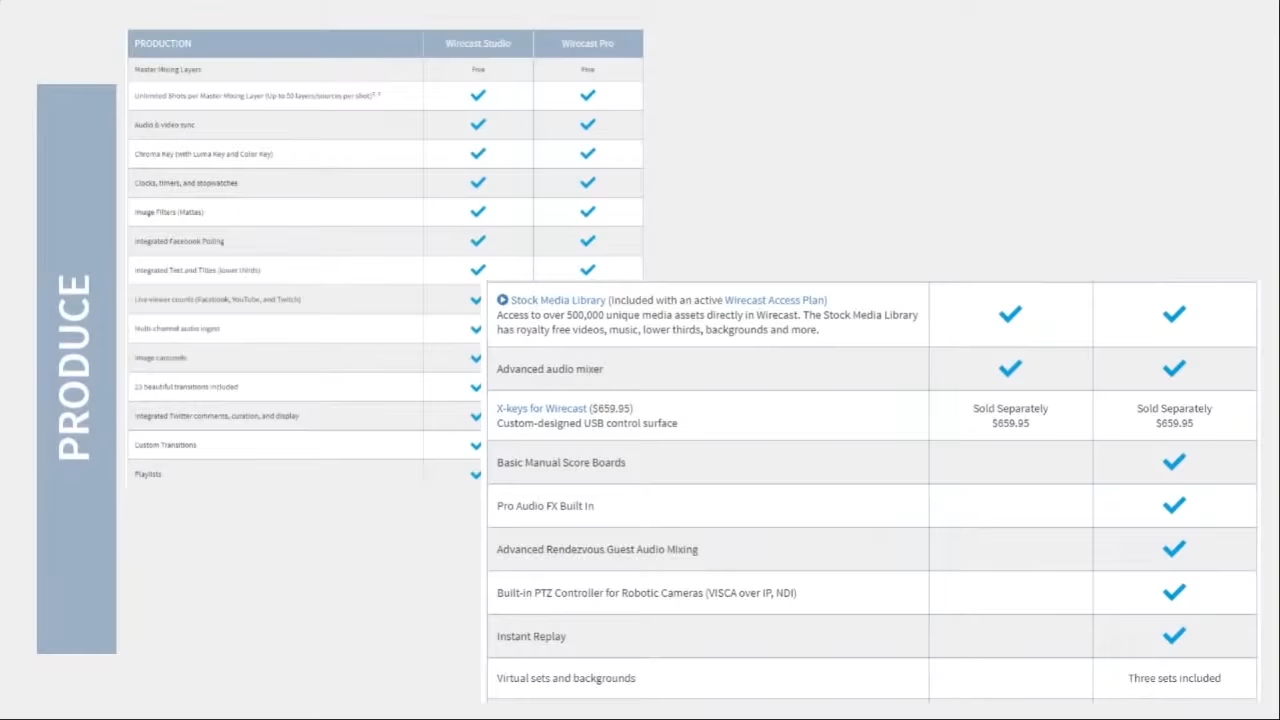 PRODUCE
PRODUCTION Wirecast Studio Wirecast Pro
Master Mixing Layers Five Five
Unlimited Shots per Master Mixing Layer (Up to 50 layers/sources per shot)
Audio & video sync
Chroma Key (with Luma Key and Color Key)
Clocks, timers, and stopwatches
Image Filters (Mattes)
Integrated Facebook Polling
Integrated Text and Titles (lower thirds)
Live viewer counts (Facebook, YouTube, and Twitch)
Multi-channel audio ingest
Image carousels
23 beautiful transitions included
Integrated Twitter comments, curation, and display
Custom Transitions
Playlists
Stock Media Library (Included with an active Wirecast Access Plan)
Access to over 500,000 unique media assets directly in Wirecast. The Stock Media Library
has royalty free videos, music, lower thirds, backgrounds and more.
Advanced audio mixer
X-keys for Wirecast ($659.95) Sold Separately Sold Separately
Custom-designed USB control surface $659.95 $659.95
Basic Manual Score Boards
Pro Audio FX Built In
Advanced Rendezvous Guest Audio Mixing
Built-in PTZ Controller for Robotic Cameras (VISCA over IP, NDI)
Instant Replay
Virtual sets and backgrounds Three sets included